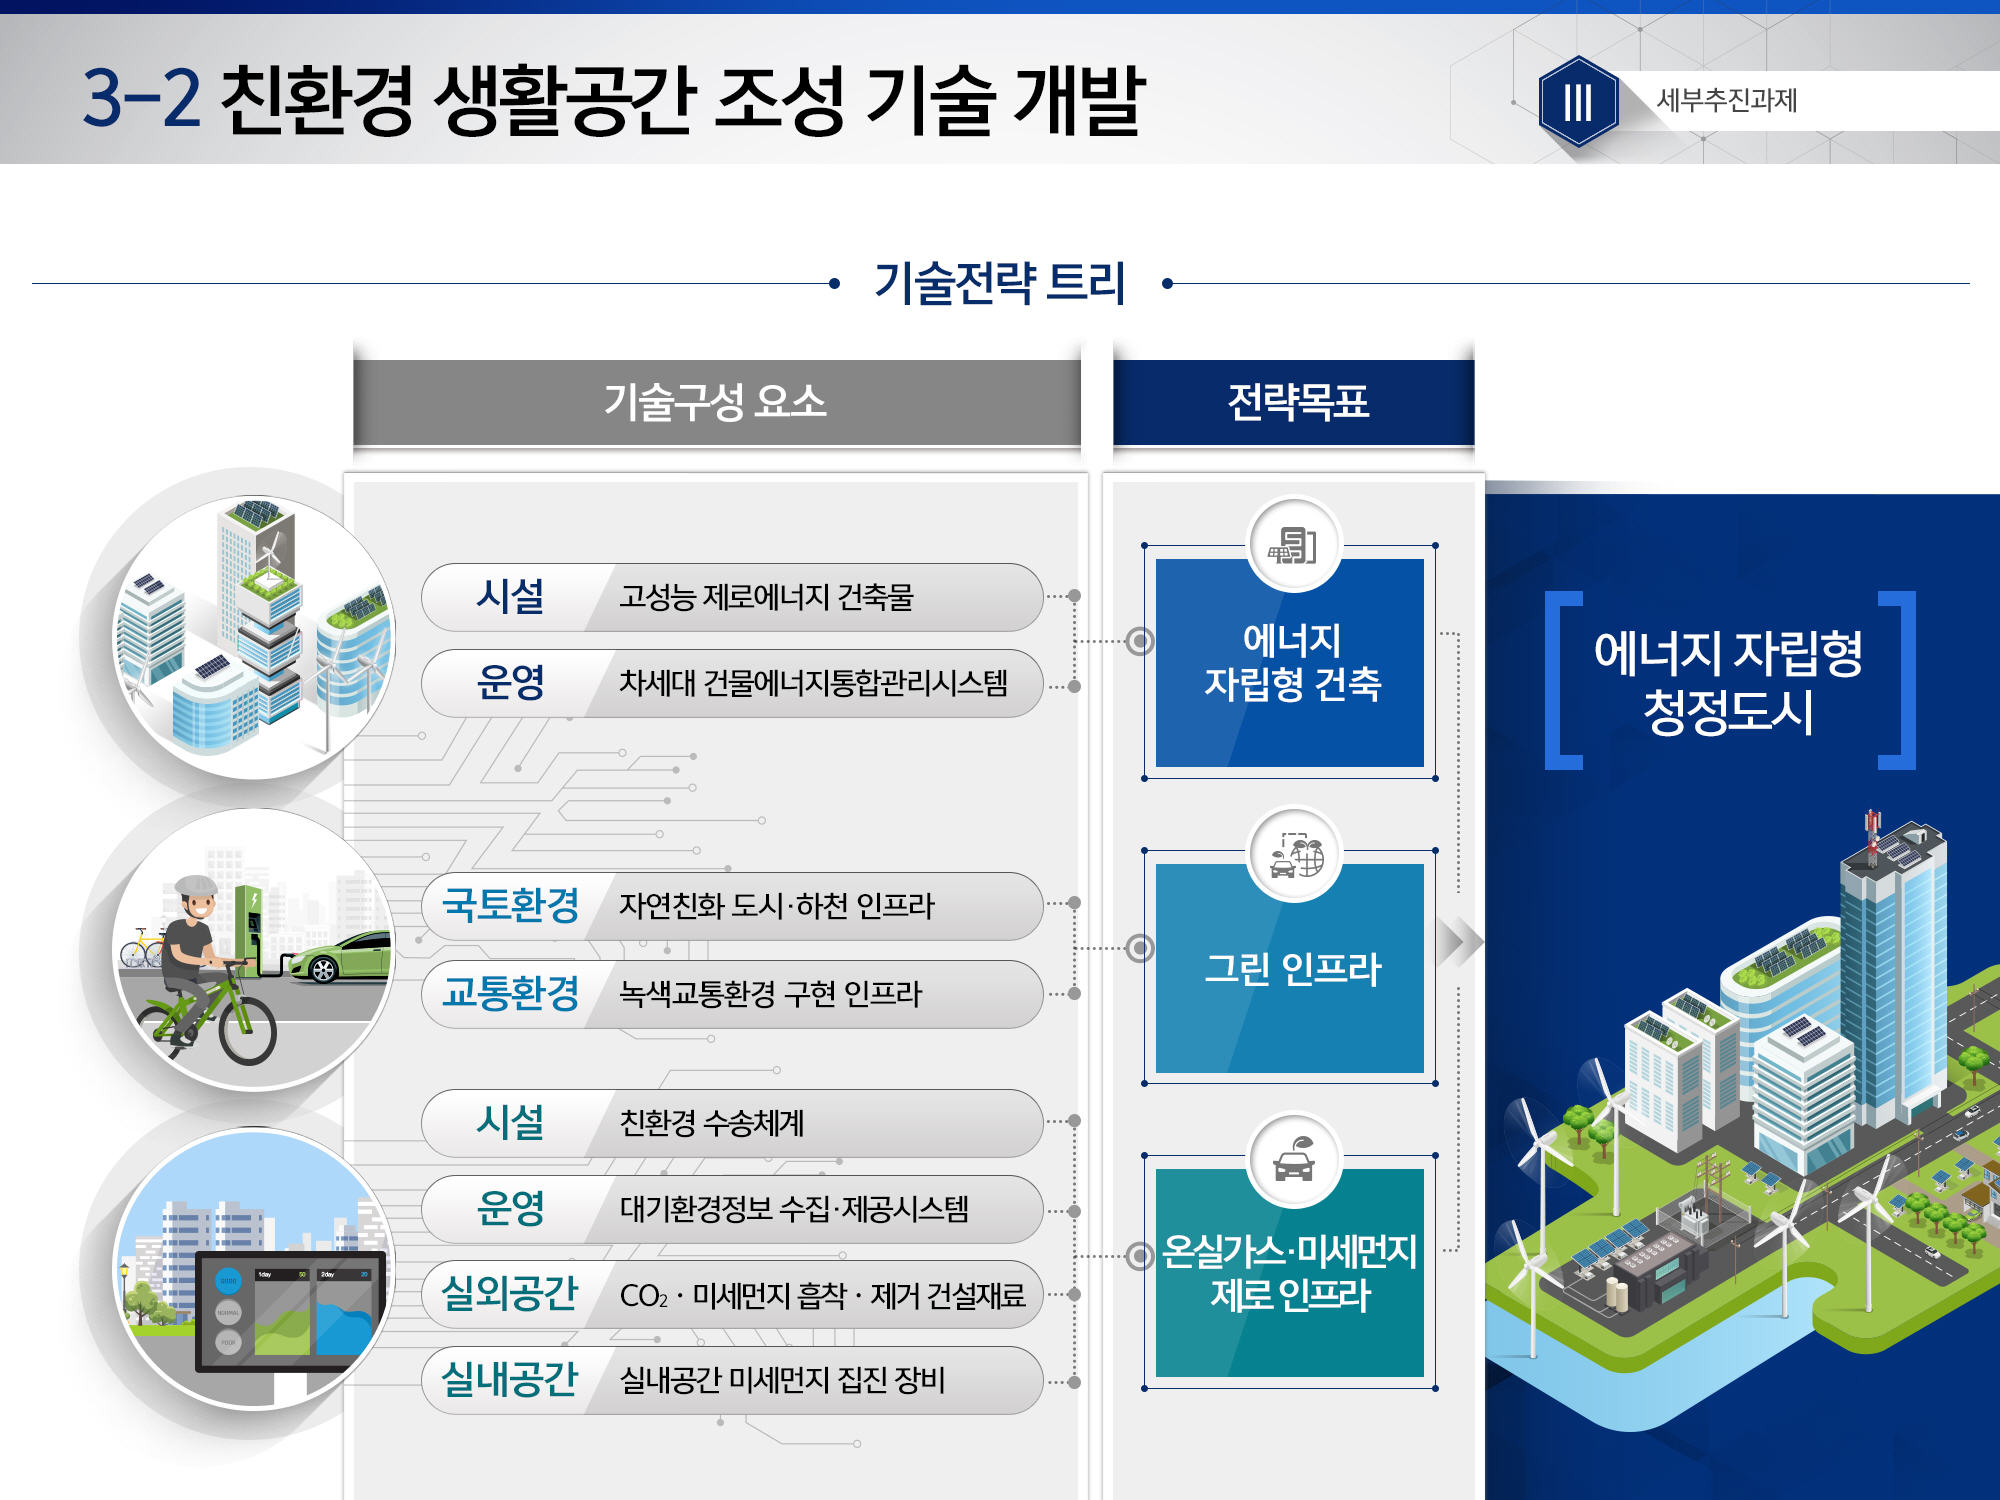 3-2 친환경 생활공간 조성 기술 개발
III
세부추진과제
기술전략 트리
기술구성 요소
전략목표
시설 고성능 제로에너지 건축물
운영 차세대 건물에너지통합관리시스템
에너지
자립형 건축
국토환경 자연친화 도시·하천 인프라
교통환경 녹색교통환경 구현 인프라
그린 인프라
시설 친환경 수송체계
운영 대기환경정보 수집·제공시스템
실외공간 CO₂ · 미세먼지 흡착 · 제거 건설재료
실내공간 실내공간 미세먼지 집진 장비
온실가스·미세먼지
제로 인프라
에너지 자립형
청정도시
GOOD
NORMAL
POOR
1day 50
2day 20